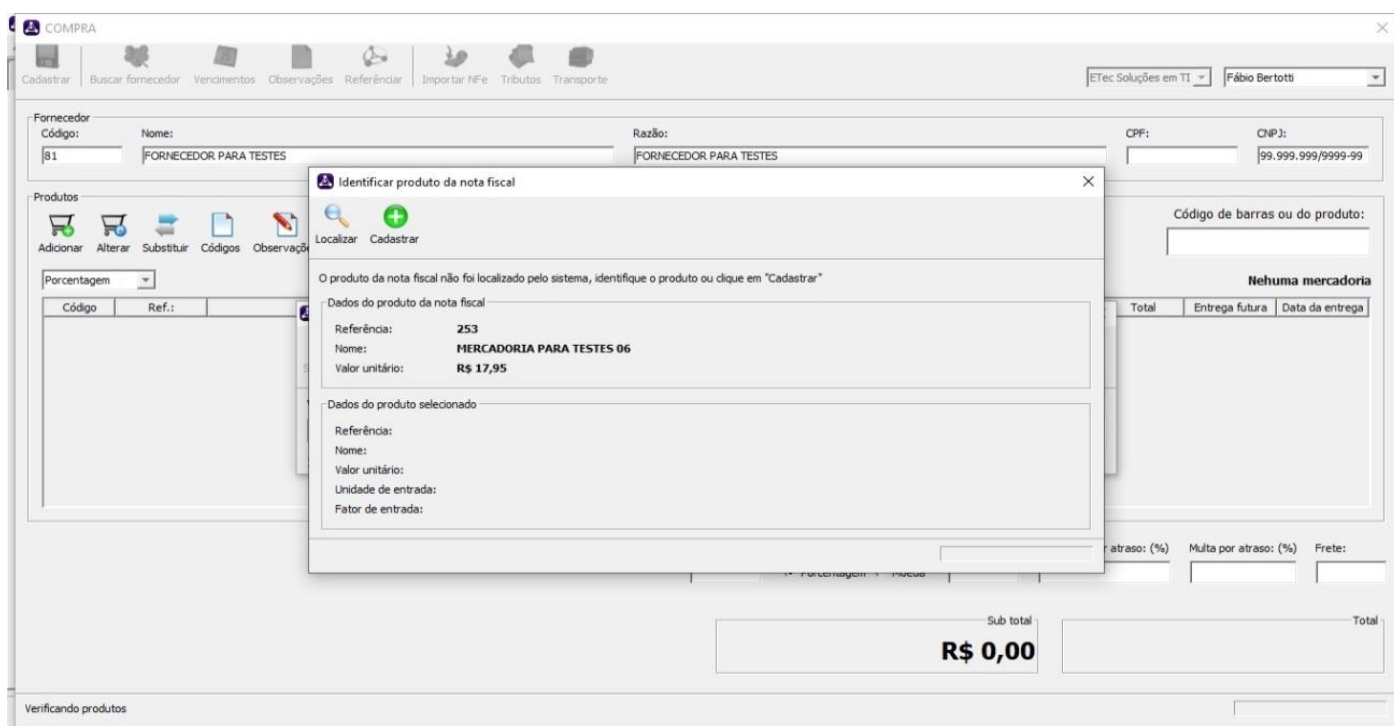 COMPRA
Cadastrar Buscar fornecedor Vencimentos Observações Referênciar Importar NFe Tributos Transporte
ETec Soluções em TI Fábio Bertotti
Fornecedor
Código: Nome: Razão: CPF: CNPJ:
81 FORNECEDOR PARA TESTES FORNECEDOR PARA TESTES 99.999.999/9999-99
Identificar produto da nota fiscal
Produtos
Código de barras ou do produto:
Adicionar Alterar Substituir Códigos
Localizar Cadastrar
O produto da nota fiscal não foi localizado pelo sistema, identifique o produto ou clique em "Cadastrar"
Porcentagem
Nehuma mercadoria
Código Ref.: Total Entrega futura Data da entrega
Dados do produto da nota fiscal
Referência: 253
Nome: MERCADORIA PARA TESTES 06
Valor unitário: R$ 17,95
Dados do produto selecionado
Referência:
Nome:
Valor unitário:
Unidade de entrada:
Fator de entrada:
atraso: (%) Multa por atraso: (%) Frete:
Sub total Total
R$ 0,00
Verificando produtos